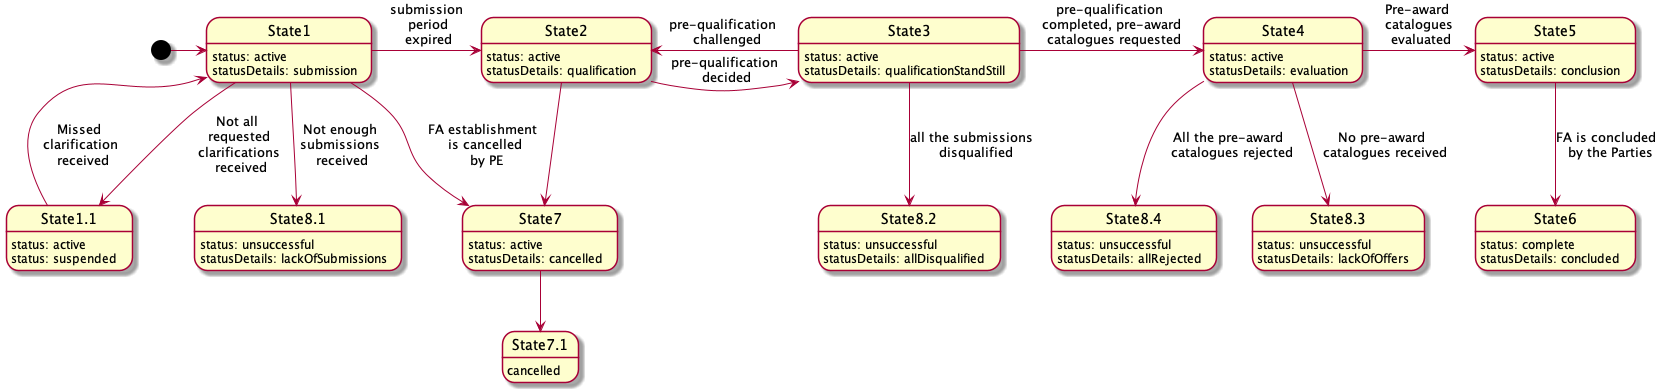 submission
period
expired
pre-qualification
challenged
pre-qualification
decided
pre-qualification
completed, pre-award
catalogues requested
Pre-award
catalogues
evaluated
State1
status: active
statusDetails: submission
State2
status: active
statusDetails: qualification
State3
status: active
statusDetails: qualificationStandStill
State4
status: active
statusDetails: evaluation
State5
status: active
statusDetails: conclusion
Missed
clarification
received
Not all
requested
clarifications
received
Not enough
submissions
received
FA establishment
is cancelled
by PE
all the submissions
disqualified
All the pre-award
catalogues rejected
No pre-award
catalogues received
FA is concluded
by the Parties
State1.1
status: active
status: suspended
State8.1
status: unsuccessful
statusDetails: lackOfSubmissions
State7
status: active
statusDetails: cancelled
State8.2
status: unsuccessful
statusDetails: allDisqualified
State8.4
status: unsuccessful
statusDetails: allRejected
State8.3
status: unsuccessful
statusDetails: lackOfOffers
State6
status: complete
statusDetails: concluded
State7.1
cancelled